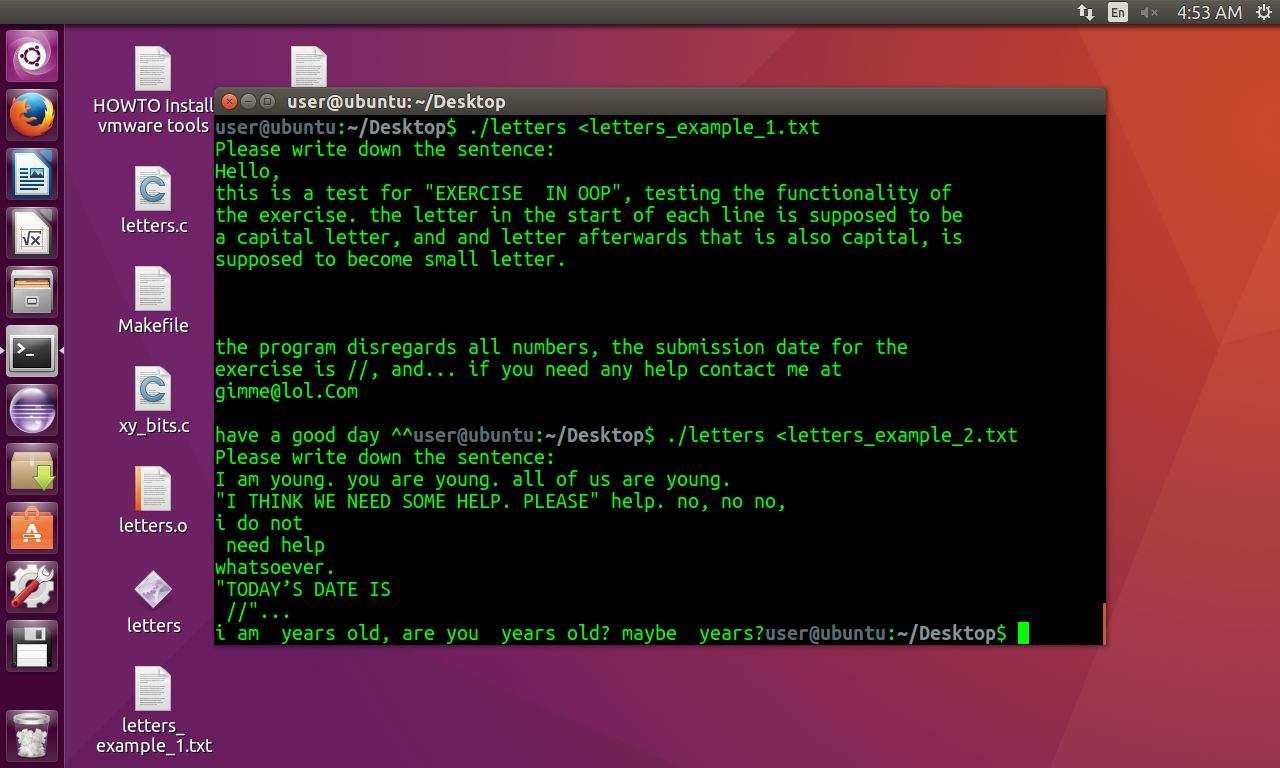 En 4:53 AM
HOWTO Install
vmware tools
letters.c
Makefile
xy_bits.c
letters.o
letters
letters_
example_1.txt
user@ubuntu: ~/Desktop
user@ubuntu:~/Desktop$ ./letters <letters_example_1.txt
Please write down the sentence:
Hello,
this is a test for "EXERCISE  IN OOP", testing the functionality of
the exercise. the letter in the start of each line is supposed to be
a capital letter, and and letter afterwards that is also capital, is
supposed to become small letter.
the program disregards all numbers, the submission date for the
exercise is //, and... if you need any help contact me at
gimme@lol.Com
have a good day ^^user@ubuntu:~/Desktop$ ./letters <letters_example_2.txt
Please write down the sentence:
I am young. you are young. all of us are young.
"I THINK WE NEED SOME HELP. PLEASE" help. no, no no,
i do not
 need help
whatsoever.
"TODAY’S DATE IS
 //"...
i am  years old, are you  years old? maybe  years?user@ubuntu:~/Desktop$